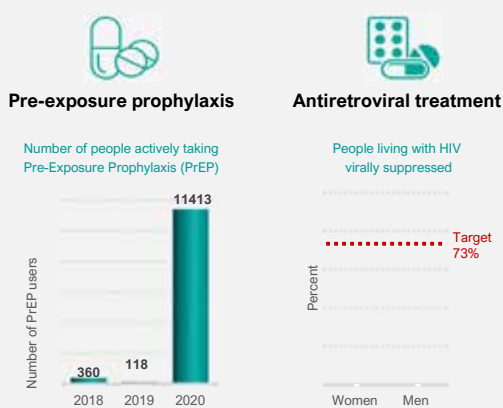 Pre-exposure prophylaxis
Number of people actively taking
Pre-Exposure Prophylaxis (PrEP)
Number of PrEP users
11413
360
118
2018
2019
2020
Antiretroviral treatment
People living with HIV
virally suppressed
Percent
Target
73%
Women
Men